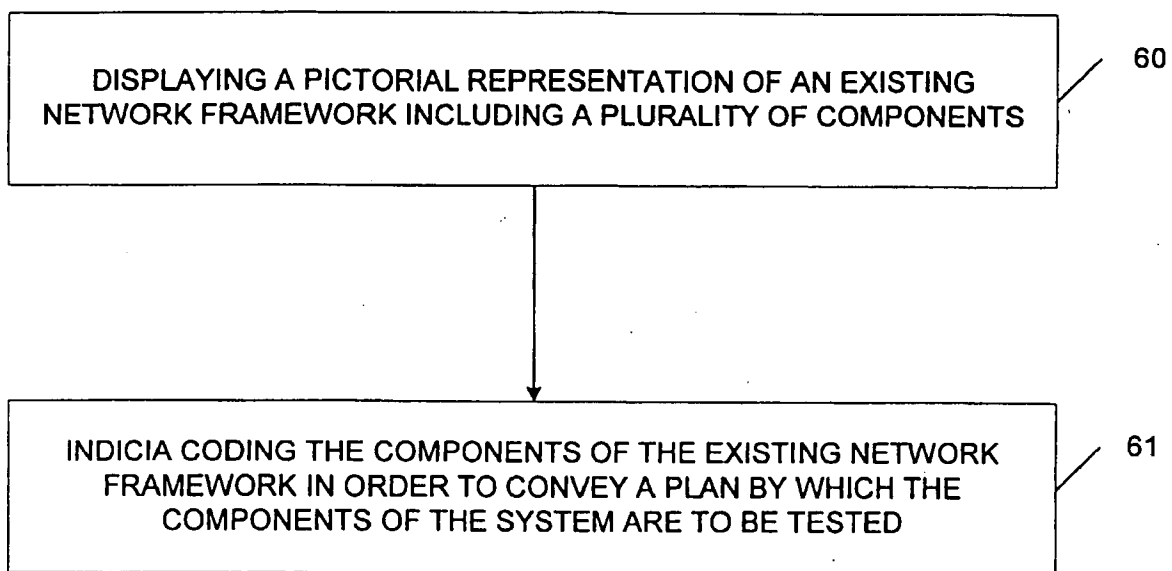 DISPLAYING A PICTORIAL REPRESENTATION OF AN EXISTING
NETWORK FRAMEWORK INCLUDING A PLURALITY OF COMPONENTS
60
INDICIA CODING THE COMPONENTS OF THE EXISTING NETWORK
FRAMEWORK IN ORDER TO CONVEY A PLAN BY WHICH THE
COMPONENTS OF THE SYSTEM ARE TO BE TESTED
61